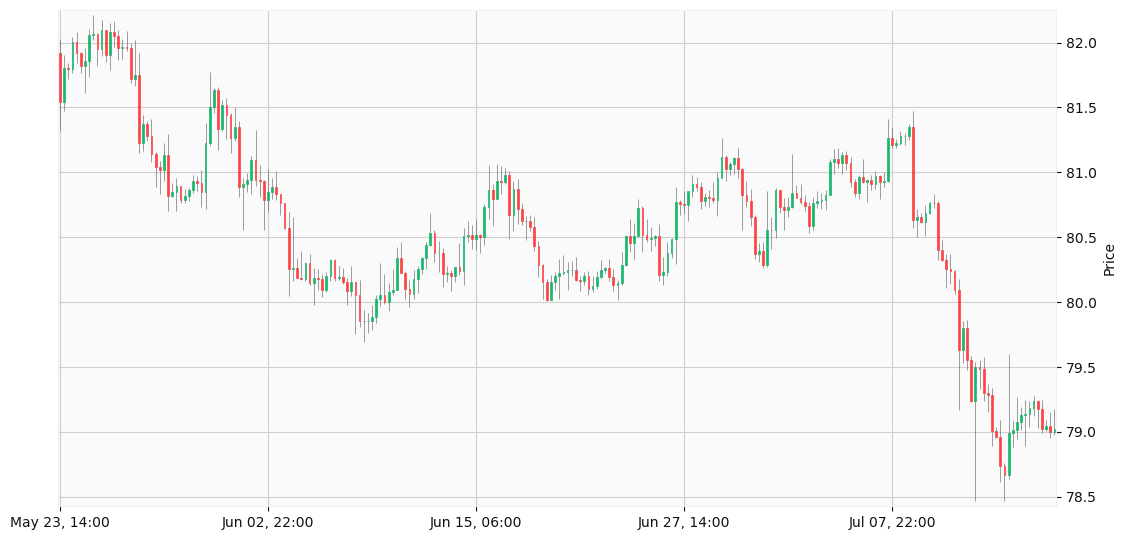 82.0
81.5
81.0
80.5
80.0
79.5
79.0
78.5
Price
May 23, 14:00
Jun 02, 22:00
Jun 15, 06:00
Jun 27, 14:00
Jul 07, 22:00